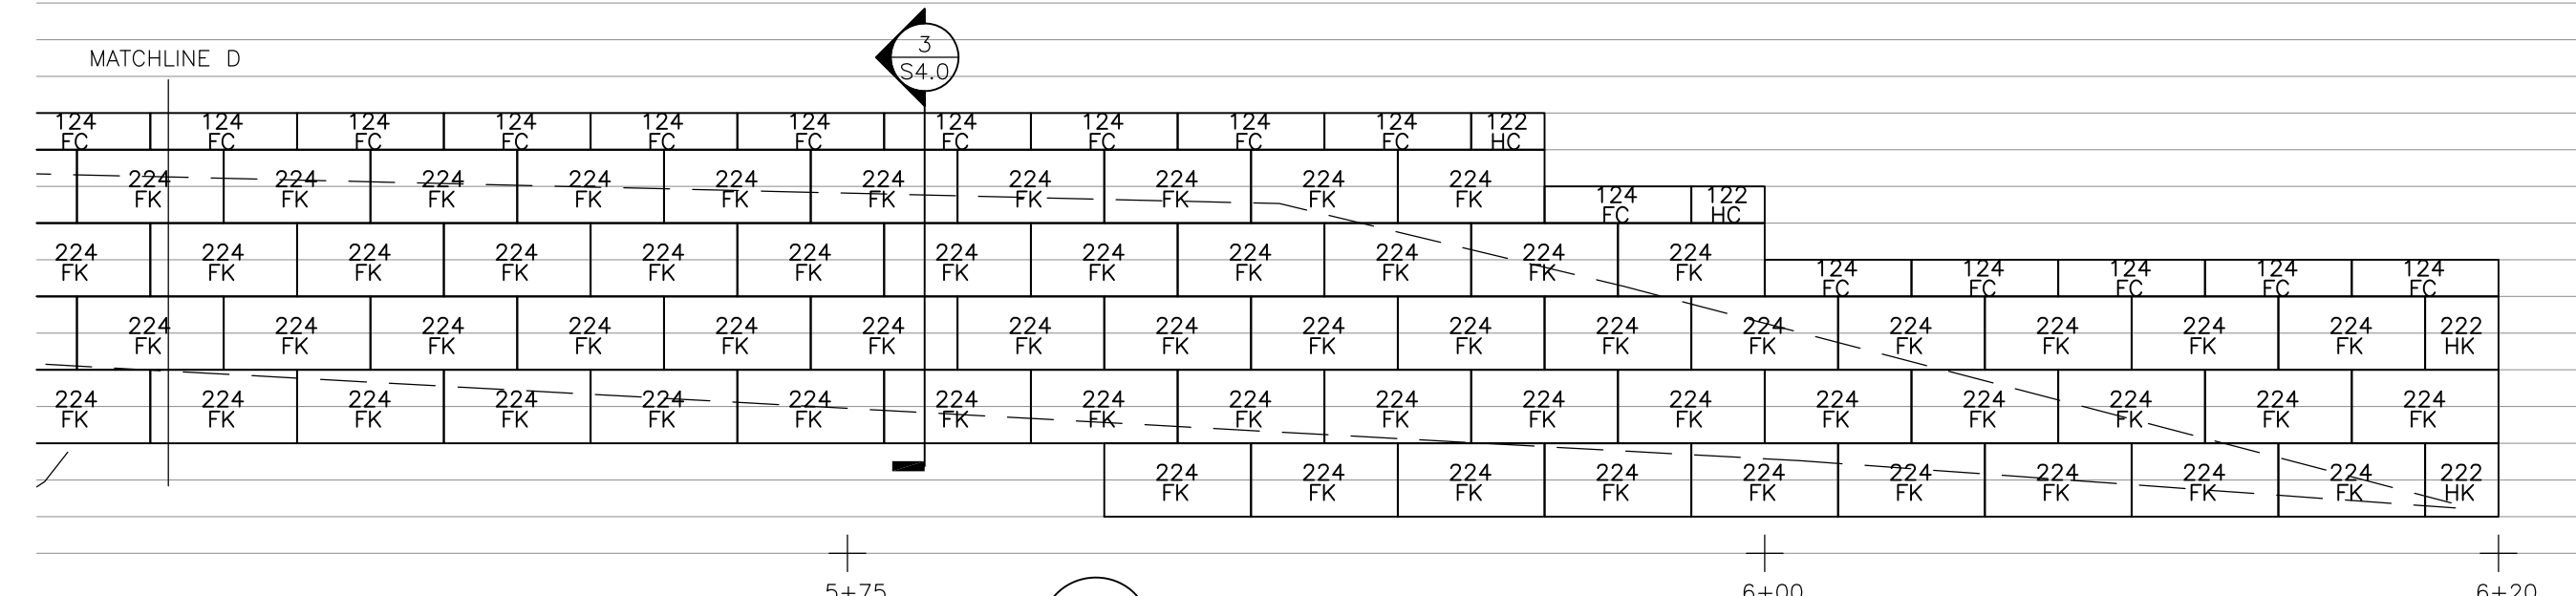 3
MATCHLINE D
S4.0
124 124 124 124 124 124 124 124 124 124 122
FC FC FC FC FC FC FC FC FC FC HC
224 224 224 224 224 224 224 224 224 224
FK FK FK FK FK FK FK FK FK FK
124 122
FC HC
224 224 224 224 224 224 224 224 224 224 224 224
FK FK FK FK FK FK FK FK FK FK FK FK
124 124 124 124 124
FC FC FC FC FC
224 224 224 224 224 224 224 224 224 224 224 224 224 224 224 224 222
FK FK FK FK FK FK FK FK FK FK FK FK FK FK FK FK HK
224 224 224 224 224 224 224 224 224 224 224 224 224 224 224 224 224
FK FK FK FK FK FK FK FK FK FK FK FK FK FK FK FK FK
224 224 224 224 224 224 224 224 224 222
FK FK FK FK FK FK FK FK FK HK
5+75 6+00 6+20